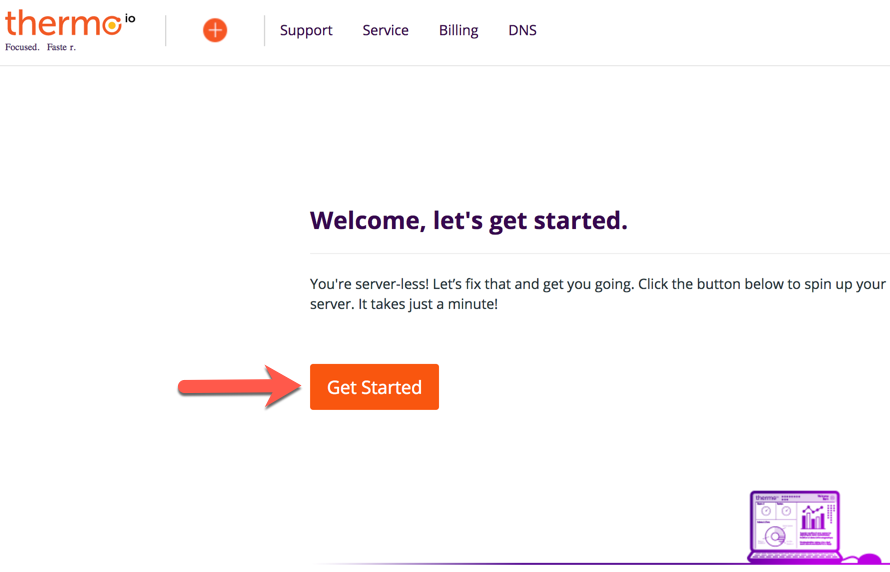 thermo io
Focused. Faste r.
Support Service Billing DNS
Welcome, let's get started.
You're server-less! Let’s fix that and get you going. Click the button below to spin up your
server. It takes just a minute!
Get Started
thermo